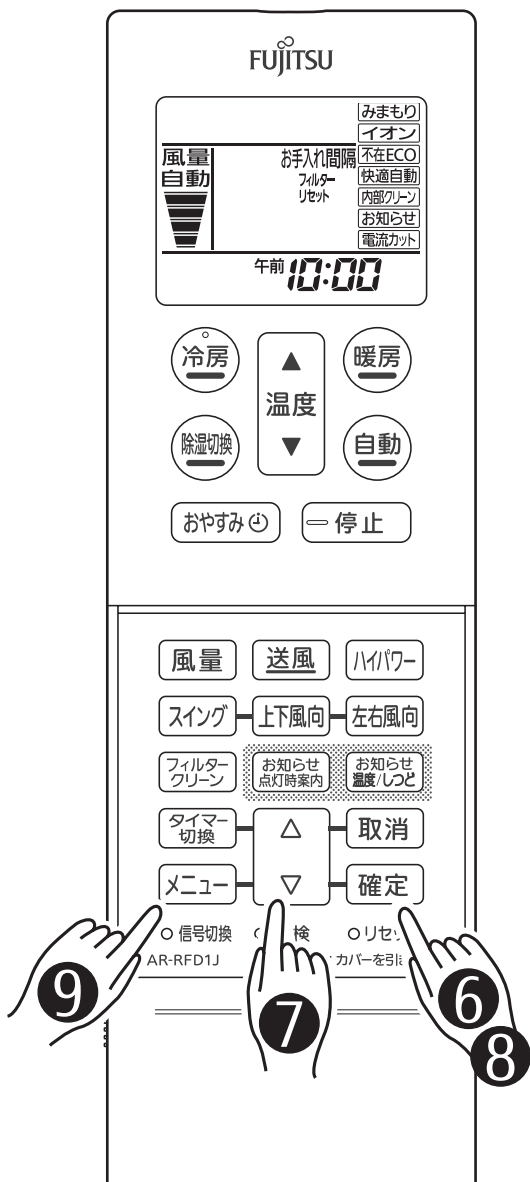 FUJITSU
みまもり
イオン
不在ECO
快適自動
内部クリーン
お知らせ
電流カット
風量
自動
お手入れ間隔
フィルター
リセット
午前10:00
冷房
▲
温度
▼
暖房
除湿切換
自動
おやすみ
停止
風量 送風 ハイパワー
スイング 上下風向 左右風向
フィルター
クリーン
お知らせ
点灯時案内
お知らせ
温度/しつど
タイマー
切換
△
取消
メニュー
▽
確定
信号切換 検 リセッ
AR-RFD1J カバーを引
9
7
6
8